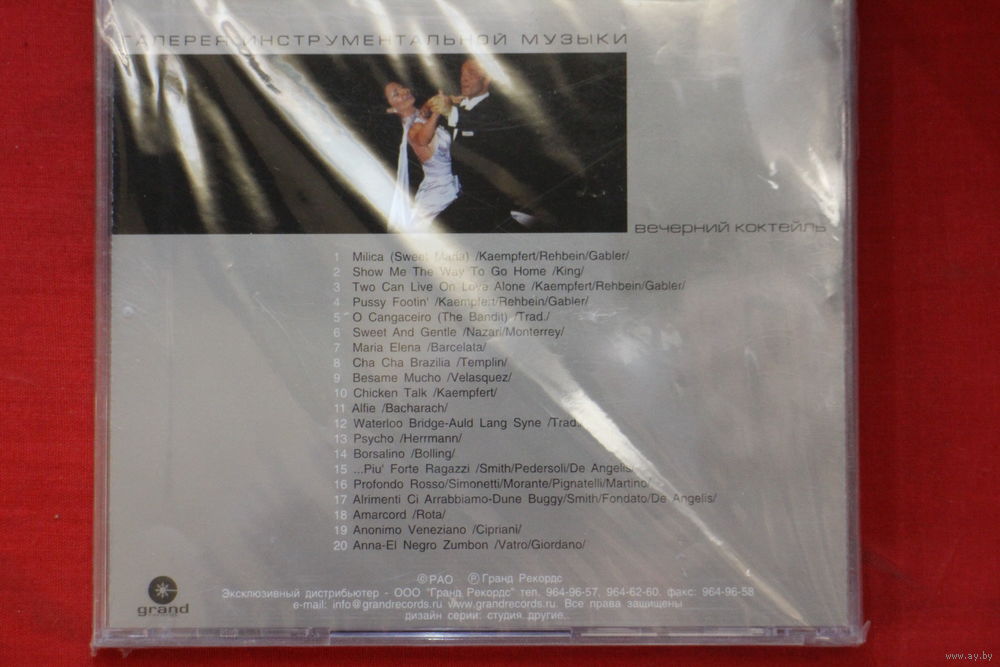 ГАЛЕРЕЯ ИНСТРУМЕНТАЛЬНОЙ МУЗЫКИ
вечерний коктейль
1 Milica (Sweet Maria) /Kaempfert/Rehbein/Gabler/
2 Show Me The Way To Go Home /King/
3 Two Can Live On Love Alone /Kaempfert/Rehbein/Gabler/
4 Pussy Footin' /Kaempfert/Rehbein/Gabler/
5 O Cangaceiro (The Bandit) /Trad./
6 Sweet And Gentle /Nazari/Monterrey/
7 Maria Elena /Barcelata/
8 Cha Cha Brazilia /Templin/
9 Besame Mucho /Velasquez/
10 Chicken Talk /Kaempfert/
11 Alfie /Bacharach/
12 Waterloo Bridge-Auld Lang Syne /Trad./
13 Psycho /Herrmann/
14 Borsalino /Bolling/
15 ...Piu' Forte Ragazzi /Smith/Pedersoli/De Angelis/
16 Profondo Rosso/Simonetti/Morante/Pignatelli/Martino/
17 Alrimenti Ci Arrabbiamo-Dune Buggy/Smith/Fondato/De Angelis/
18 Amarcord /Rota/
19 Anonimo Veneziano /Cipriani/
20 Anna-El Negro Zumbon /Vatro/Giordano/
©РАО ℗Гранд Рекордс
Эксклюзивный дистрибьютер - ООО "Гранд Рекордс" тел. 964-96-57, 964-62-60. факс: 964-96-58
e-mail: info@grandrecords.ru www.grandrecords.ru. Все права защищены
дизайн серии: студия другие..
grand
www.ay.by